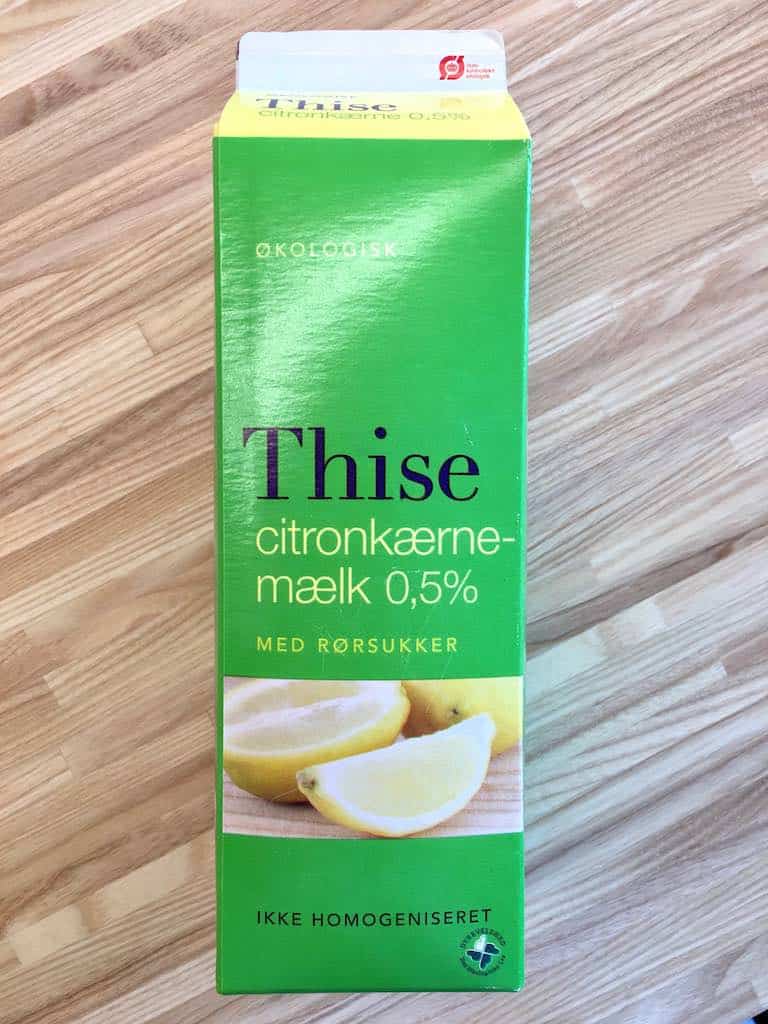 Thise
citronkærne 0,5%
ØKOLOGISK
Thise
citronkærne-
mælk 0,5%
MED RØRSUKKER
IKKE HOMOGENISERET